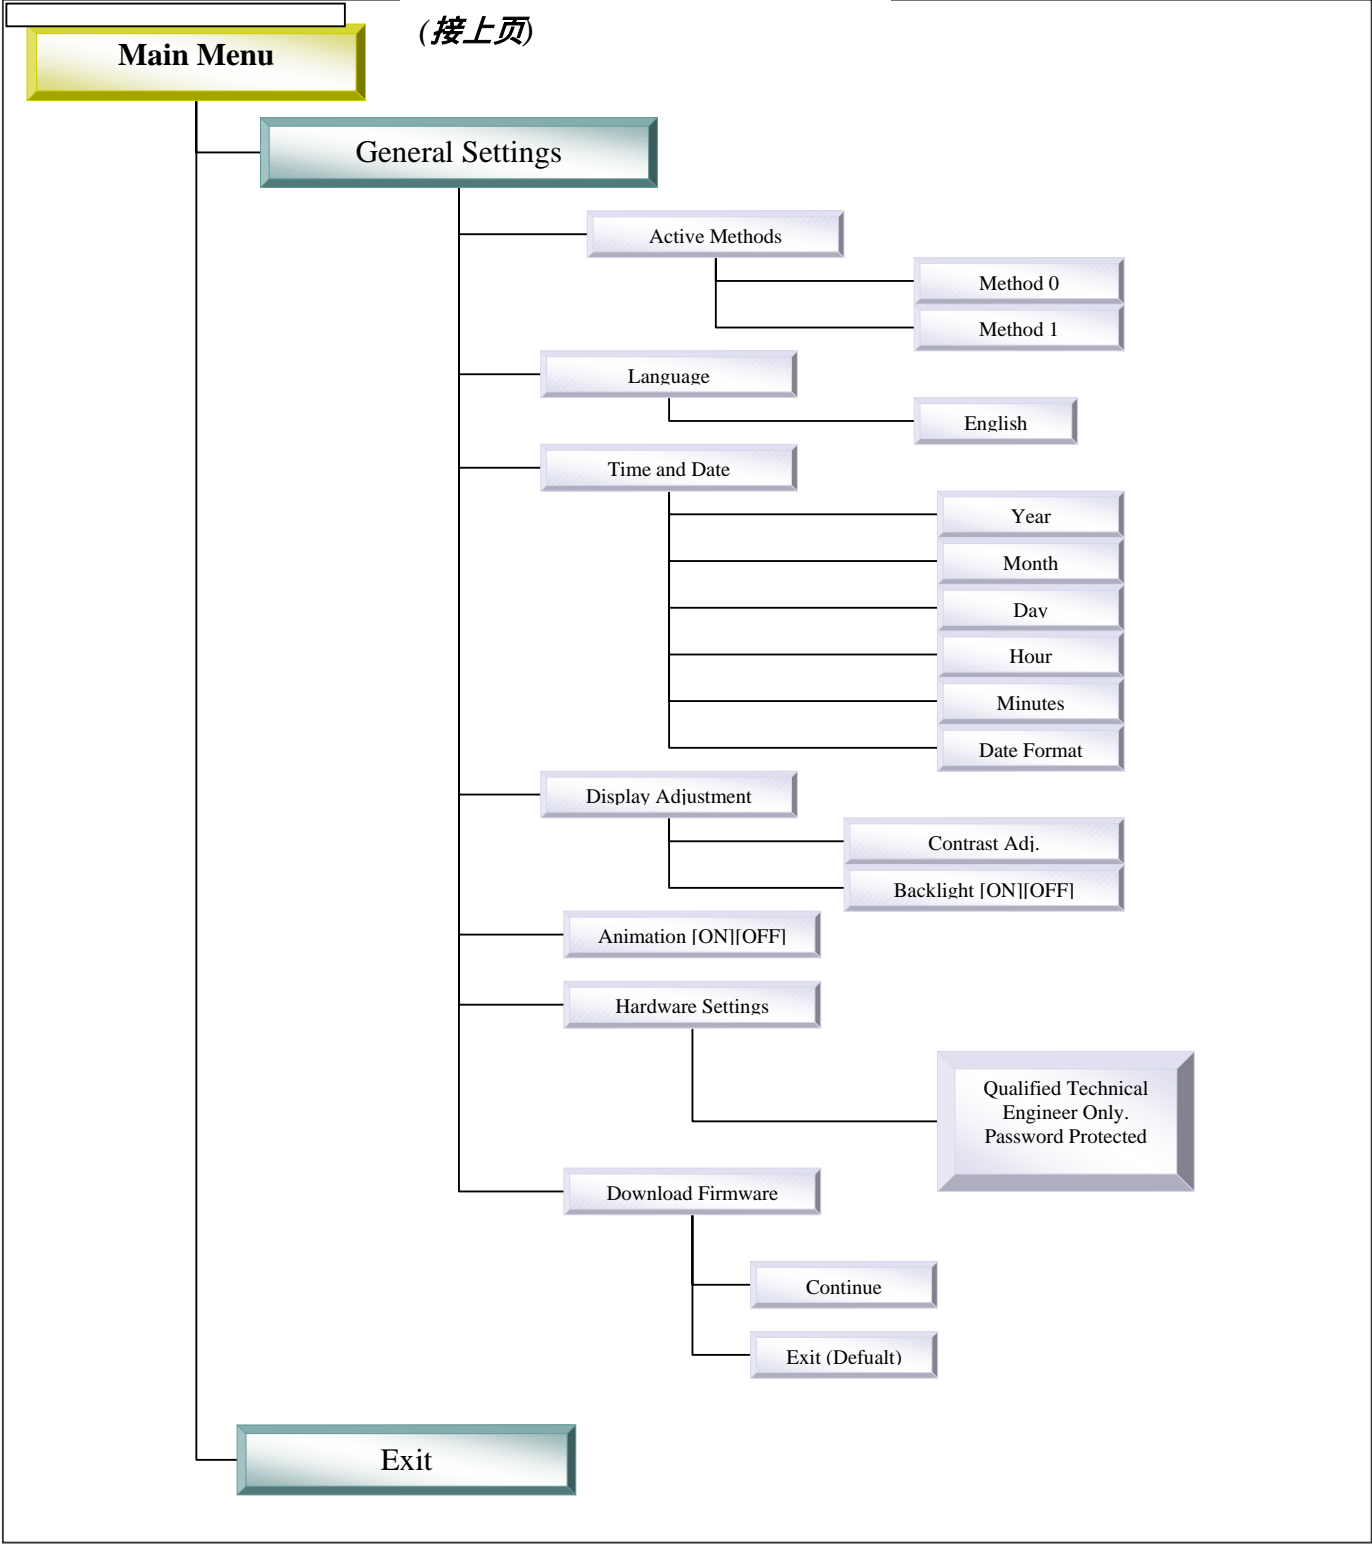 (接上页)
Main Menu
General Settings
Active Methods
Method 0
Method 1
Language
English
Time and Date
Year
Month
Day
Hour
Minutes
Date Format
Display Adjustment
Contrast Adj.
Backlight [ON][OFF]
Animation [ON][OFF]
Hardware Settings
Qualified Technical
Engineer Only.
Password Protected
Download Firmware
Continue
Exit (Defualt)
Exit